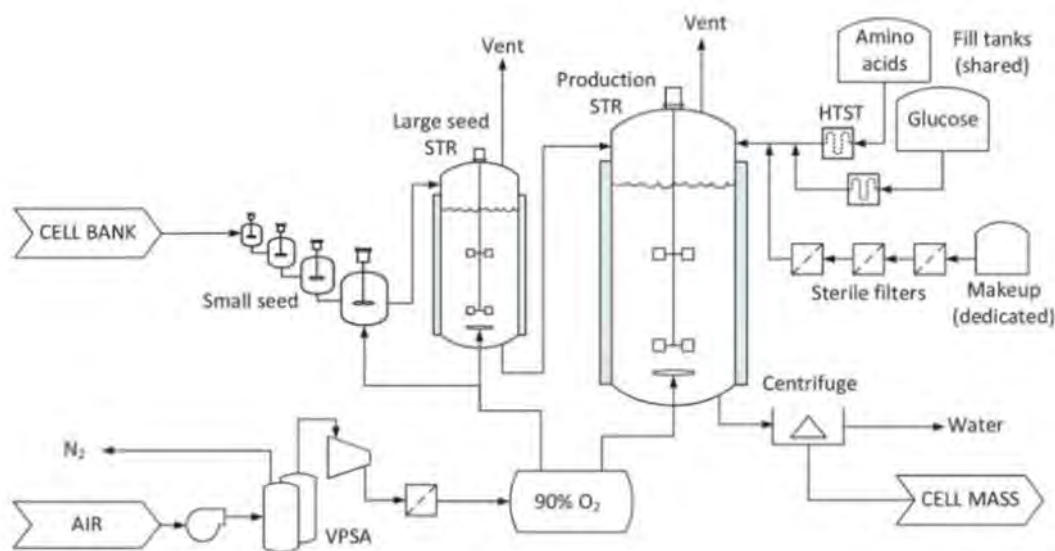 Vent
Vent
Amino
acids
Fill tanks
(shared)
Production
STR
Large seed
STR
HTST
Glucose
CELL BANK
Small seed
Sterile filters
Makeup
(dedicated)
Centrifuge
Water
N₂
90% O₂
CELL MASS
AIR
VPSA